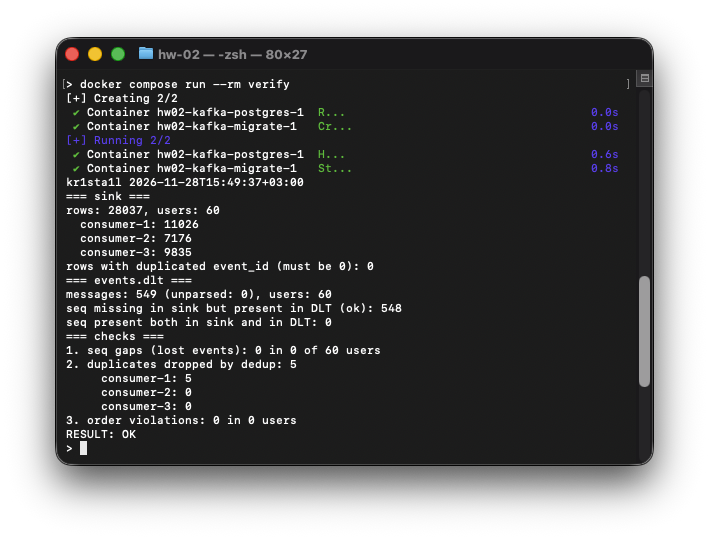 hw-02 — -zsh — 80×27
[> docker compose run --rm verify ]
[+] Creating 2/2
✔ Container hw02-kafka-postgres-1 R... 0.0s
✔ Container hw02-kafka-migrate-1 Cr... 0.0s
[+] Running 2/2
✔ Container hw02-kafka-postgres-1 H... 0.6s
✔ Container hw02-kafka-migrate-1 St... 0.8s
kr1sta1l 2026-11-28T15:49:37+03:00
=== sink ===
rows: 28037, users: 60
consumer-1: 11026
consumer-2: 7176
consumer-3: 9835
rows with duplicated event_id (must be 0): 0
=== events.dlt ===
messages: 549 (unparsed: 0), users: 60
seq missing in sink but present in DLT (ok): 548
seq present both in sink and in DLT: 0
=== checks ===
1. seq gaps (lost events): 0 in 0 of 60 users
2. duplicates dropped by dedup: 5
consumer-1: 5
consumer-2: 0
consumer-3: 0
3. order violations: 0 in 0 users
RESULT: OK
>